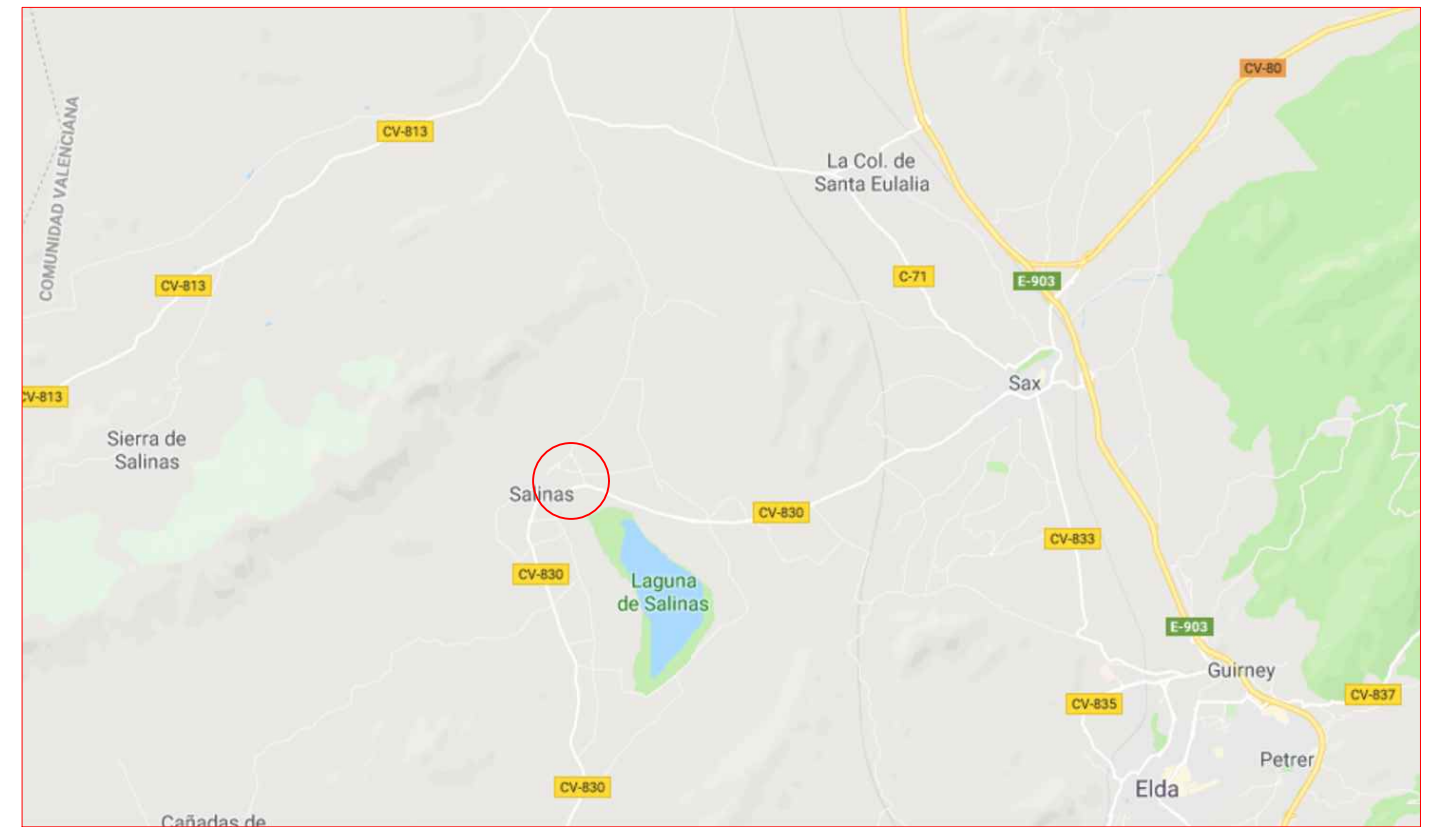 CV-80
CV-813
La Col. de
Santa Eulalia
COMUNIDAD VALENCIANA
C-71
E-903
CV-813
Sax
CV-813
Sierra de
Salinas
Salinas
CV-830
CV-833
CV-830
Laguna
de Salinas
E-903
Guirney
CV-837
CV-835
Petrer
Elda
CV-830
Cañadas de